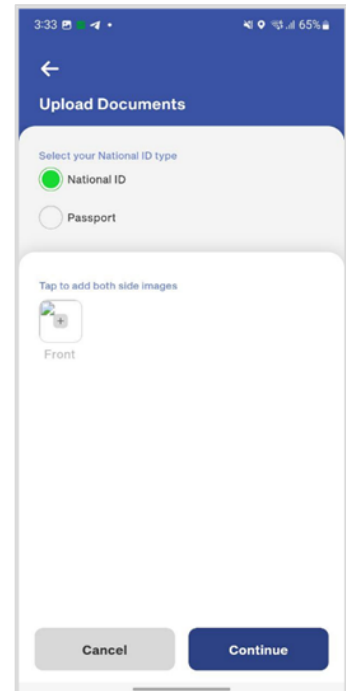 3:33 65%
Upload Documents
Select your National ID type
National ID
Passport
Tap to add both side images
Front
Cancel Continue